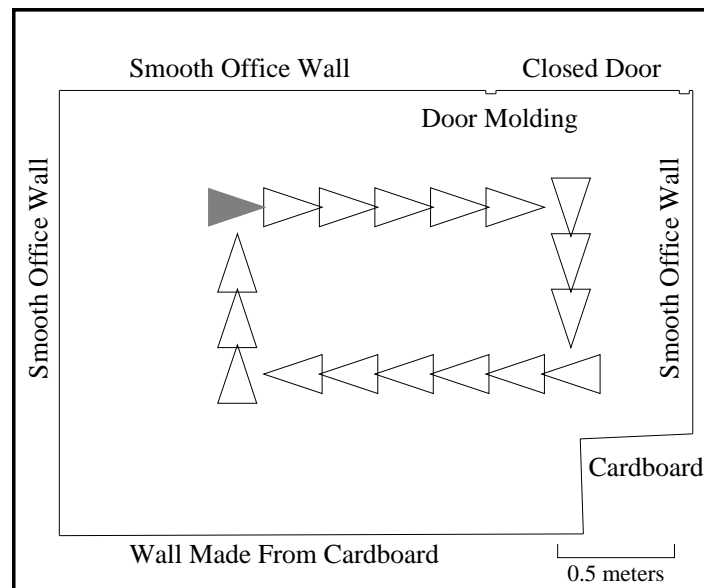 Smooth Office Wall
Closed Door
Door Molding
Smooth Office Wall
Smooth Office Wall
Cardboard
Wall Made From Cardboard
0.5 meters